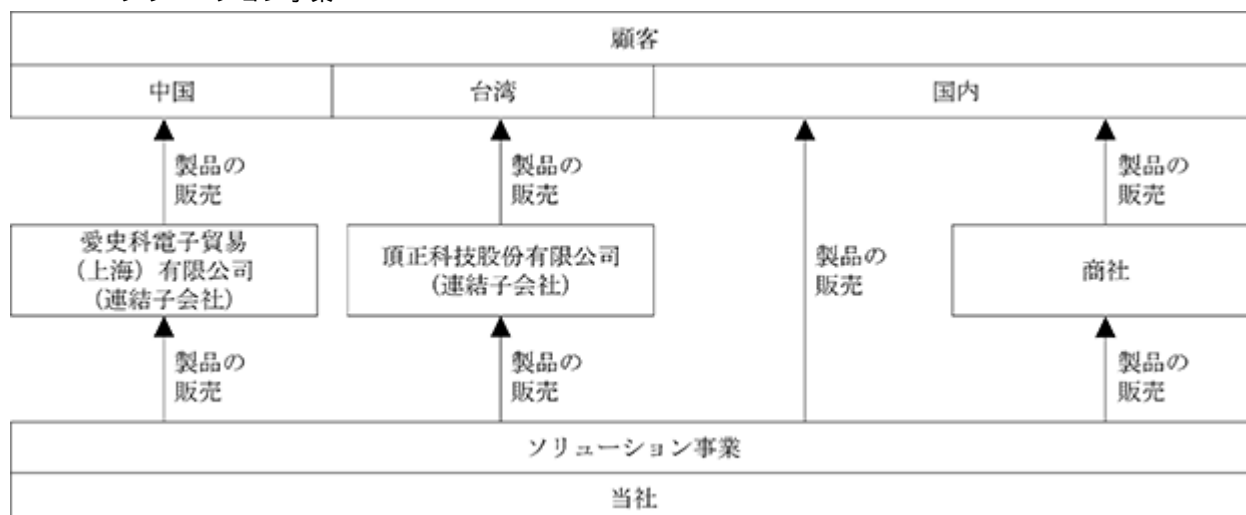 顧客
中国
台湾
国内
製品の
販売
製品の
販売
製品の
販売
愛史科電子貿易
（上海）有限公司
（連結子会社）
頂正科技股份有限公司
（連結子会社）
製品の
販売
商社
製品の
販売
製品の
販売
製品の
販売
ソリューション事業
当社